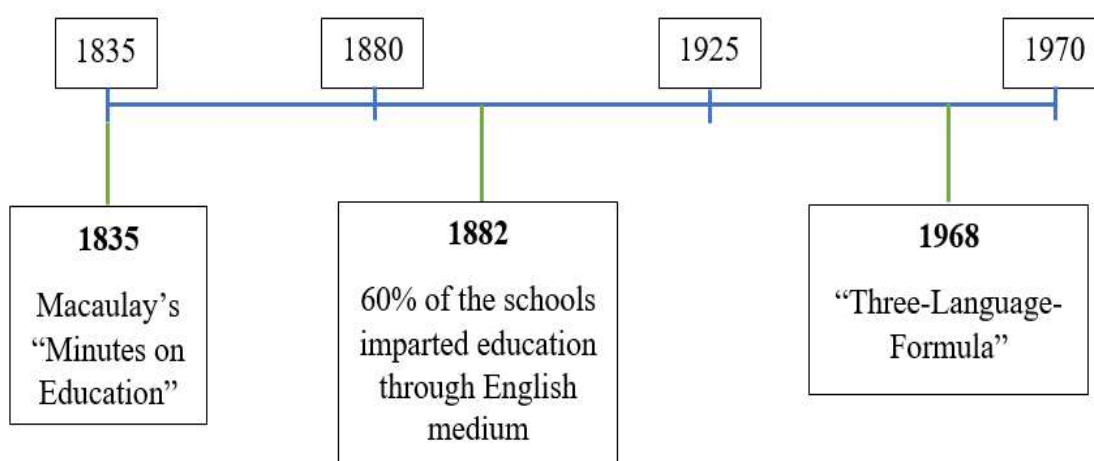 1835
1880
1925
1970
1835
Macaulay’s
“Minutes on
Education”
1882
60% of the schools
imparted education
through English
medium
1968
“Three-Language-
Formula”